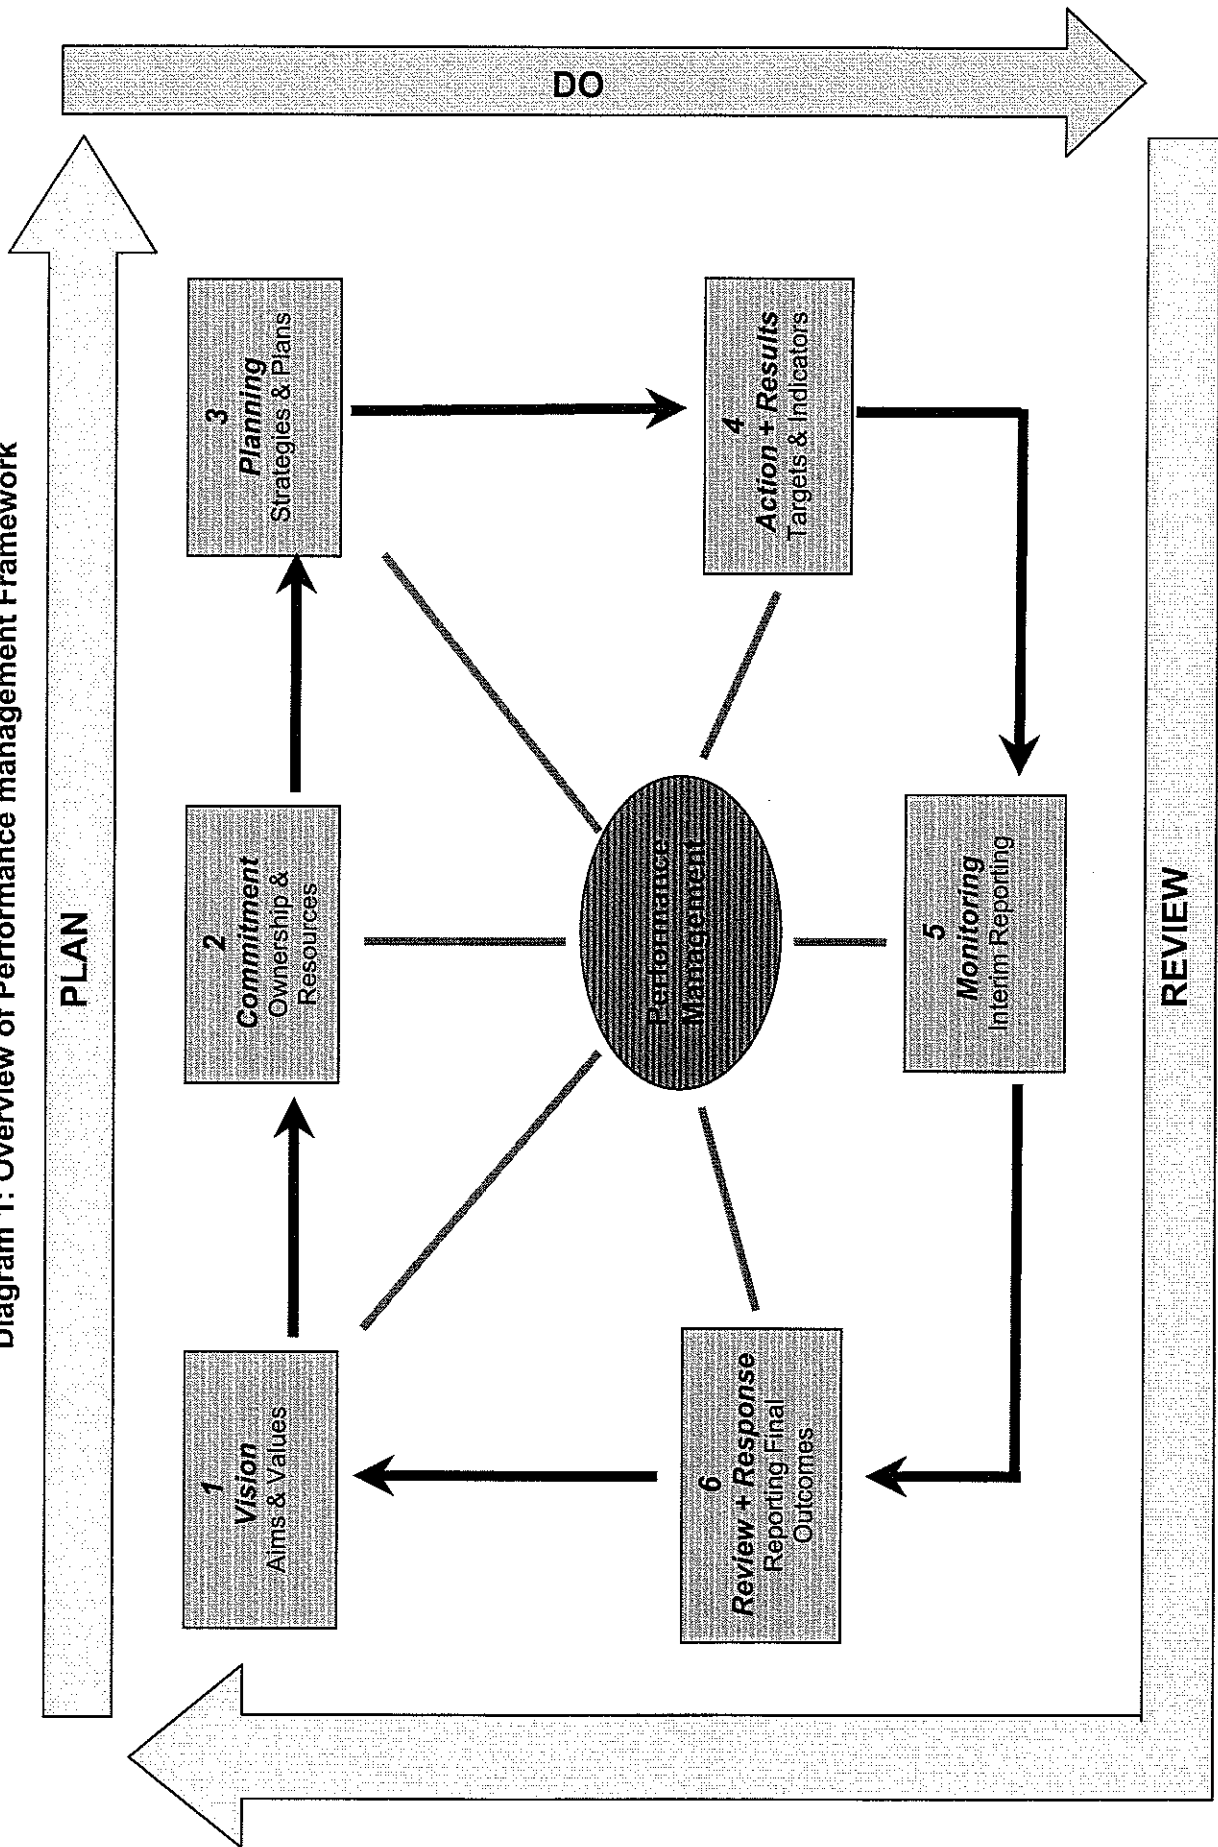 Diagram 1: Overview of Performance management Framework
PLAN
DO
1
Vision
Aims & Values
2
Commitment
Ownership &
Resources
3
Planning
Strategies & Plans
Performance
Management
6
Review + Response
Reporting Final
Outcomes
4
Action + Results
Targets & Indicators
5
Monitoring
Interim Reporting
REVIEW